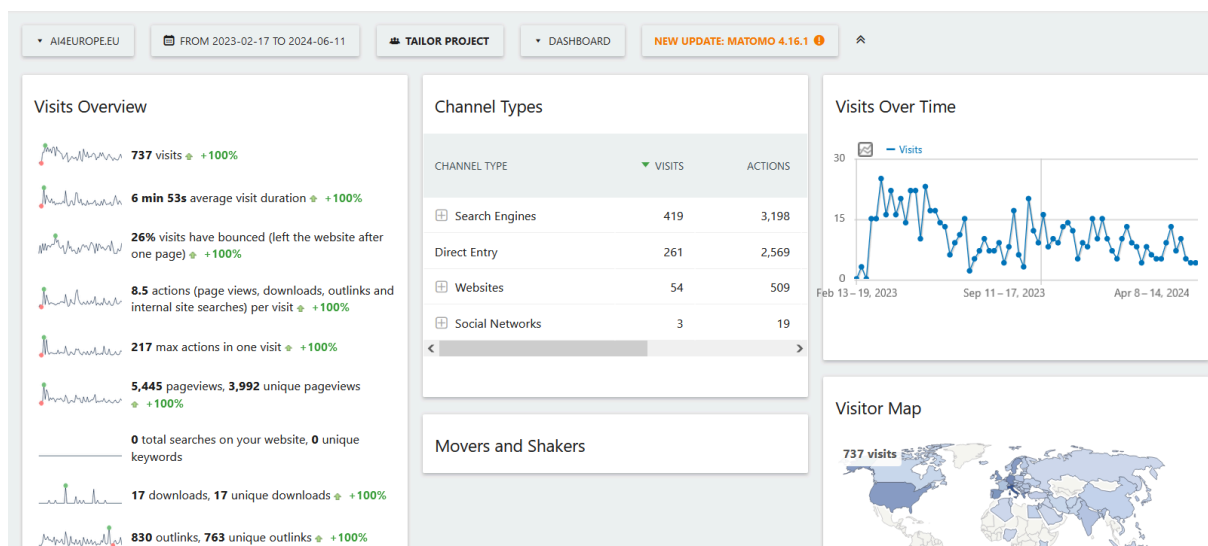 AI4EUROPE.EU
FROM 2023-02-17 TO 2024-06-11
TAILOR PROJECT
DASHBOARD
NEW UPDATE: MATOMO 4.16.1
Visits Overview
737 visits +100%
6 min 53s average visit duration +100%
26% visits have bounced (left the website after
one page) +100%
8.5 actions (page views, downloads, outlinks and
internal site searches) per visit +100%
217 max actions in one visit +100%
5,445 pageviews, 3,992 unique pageviews
+100%
0 total searches on your website, 0 unique
keywords
17 downloads, 17 unique downloads +100%
830 outlinks, 763 unique outlinks +100%
Channel Types
CHANNEL TYPE VISITS ACTIONS
Search Engines 419 3,198
Direct Entry 261 2,569
Websites 54 509
Social Networks 3 19
Movers and Shakers
Visits Over Time
Visits
30
15
0
Feb 13–19, 2023 Sep 11–17, 2023 Apr 8–14, 2024
Visitor Map
737 visits